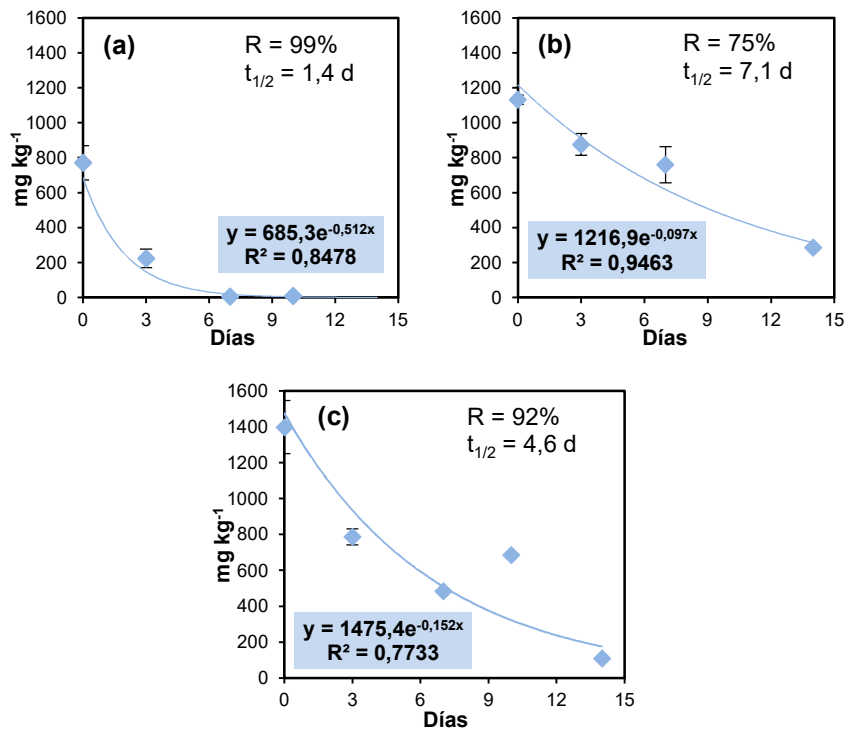 (a)
R = 99%
t1/2 = 1,4 d
mg kg-1
1600
1400
1200
1000
800
600
400
200
0
y = 685,3e-0,512x
R² = 0,8478
0 3 6 9 12 15
Días
(b)
R = 75%
t1/2 = 7,1 d
mg kg-1
1600
1400
1200
1000
800
600
400
200
0
y = 1216,9e-0,097x
R² = 0,9463
0 3 6 9 12 15
Días
(c)
R = 92%
t1/2 = 4,6 d
mg kg-1
1600
1400
1200
1000
800
600
400
200
0
y = 1475,4e-0,152x
R² = 0,7733
0 3 6 9 12 15
Días